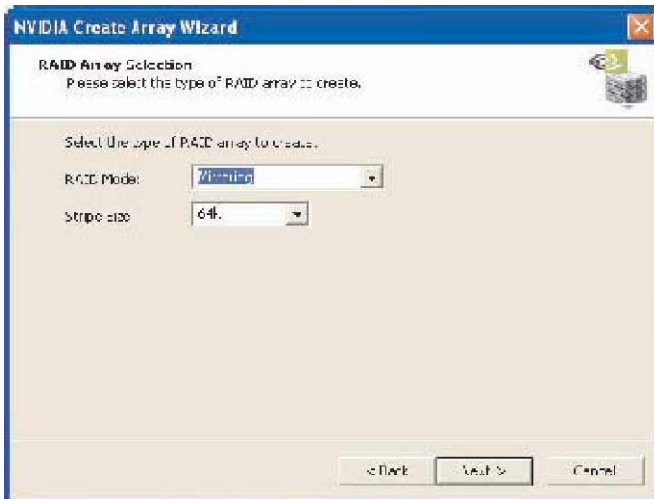 NVIDIA Create Array Wizard
RAID Array Selection
Please select the type of RAID array to create.
Select the type of RAID array to create.
RAID Mode: Mirroring
Stripe Size 64K
< Back Next > Cancel